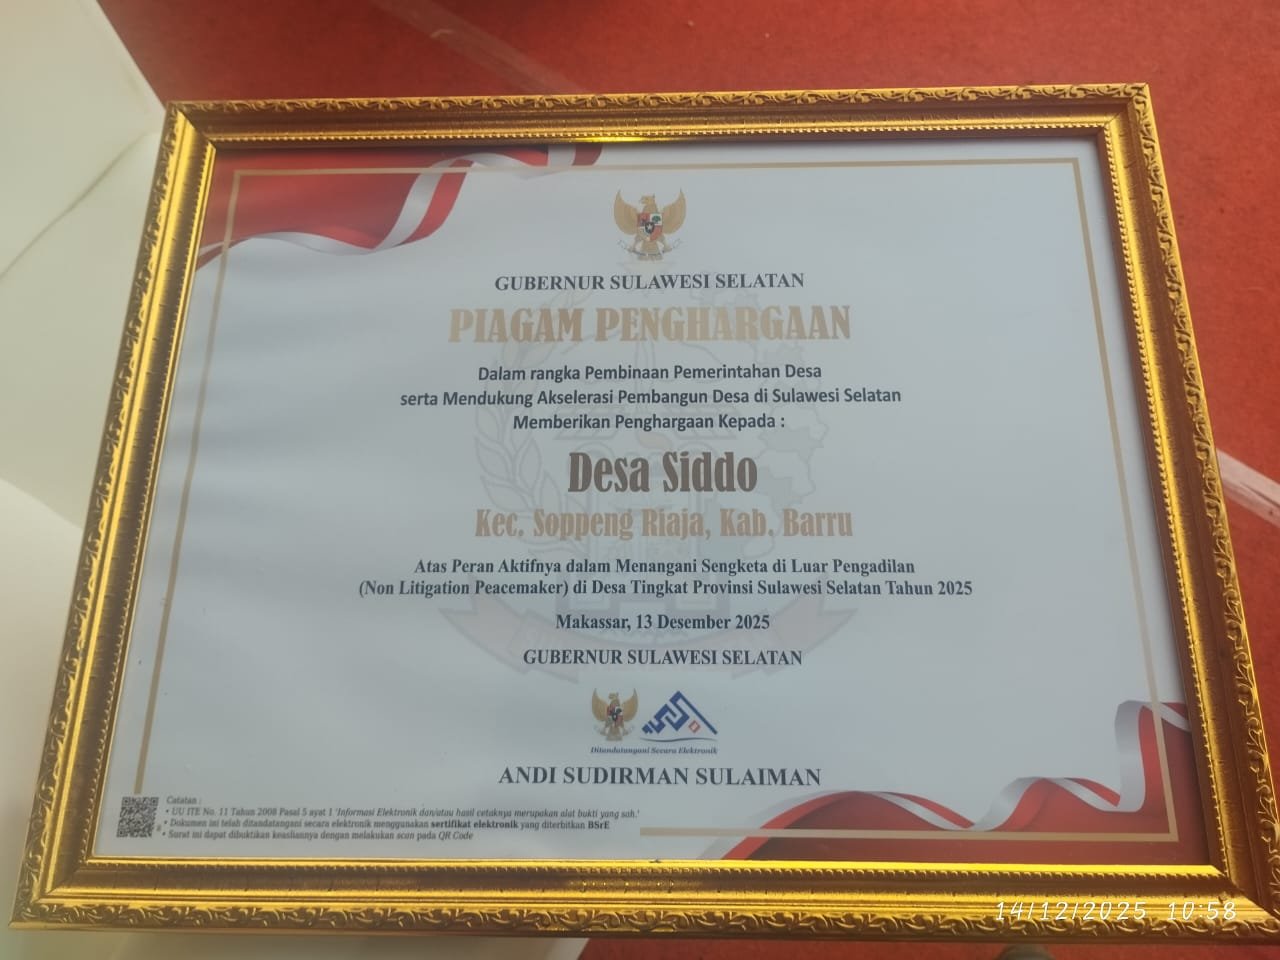 GUBERNUR SULAWESI SELATAN
PIAGAM PENGHARGAAN
Dalam rangka Pembinaan Pemerintahan Desa
serta Mendukung Akselerasi Pembangun Desa di Sulawesi Selatan
Memberikan Penghargaan Kepada :
Desa Siddo
Kec. Soppeng Riaja, Kab. Barru
Atas Peran Aktifnya dalam Menangani Sengketa di Luar Pengadilan
(Non Litigation Peacemaker) di Desa Tingkat Provinsi Sulawesi Selatan Tahun 2025
Makassar, 13 Desember 2025
GUBERNUR SULAWESI SELATAN
Ditandatangani Secara Elektronik
ANDI SUDIRMAN SULAIMAN
Catatan :
• UU ITE No. 11 Tahun 2008 Pasal 5 ayat 1 'Informasi Elektronik dan/atau hasil cetaknya merupakan alat bukti yang sah.'
• Dokumen ini telah ditandatangani secara elektronik menggunakan sertifikat elektronik yang diterbitkan BSrE
• Surat ini dapat dibuktikan keasliannya dengan melakukan scan pada QR Code
14/12/2025 10:58